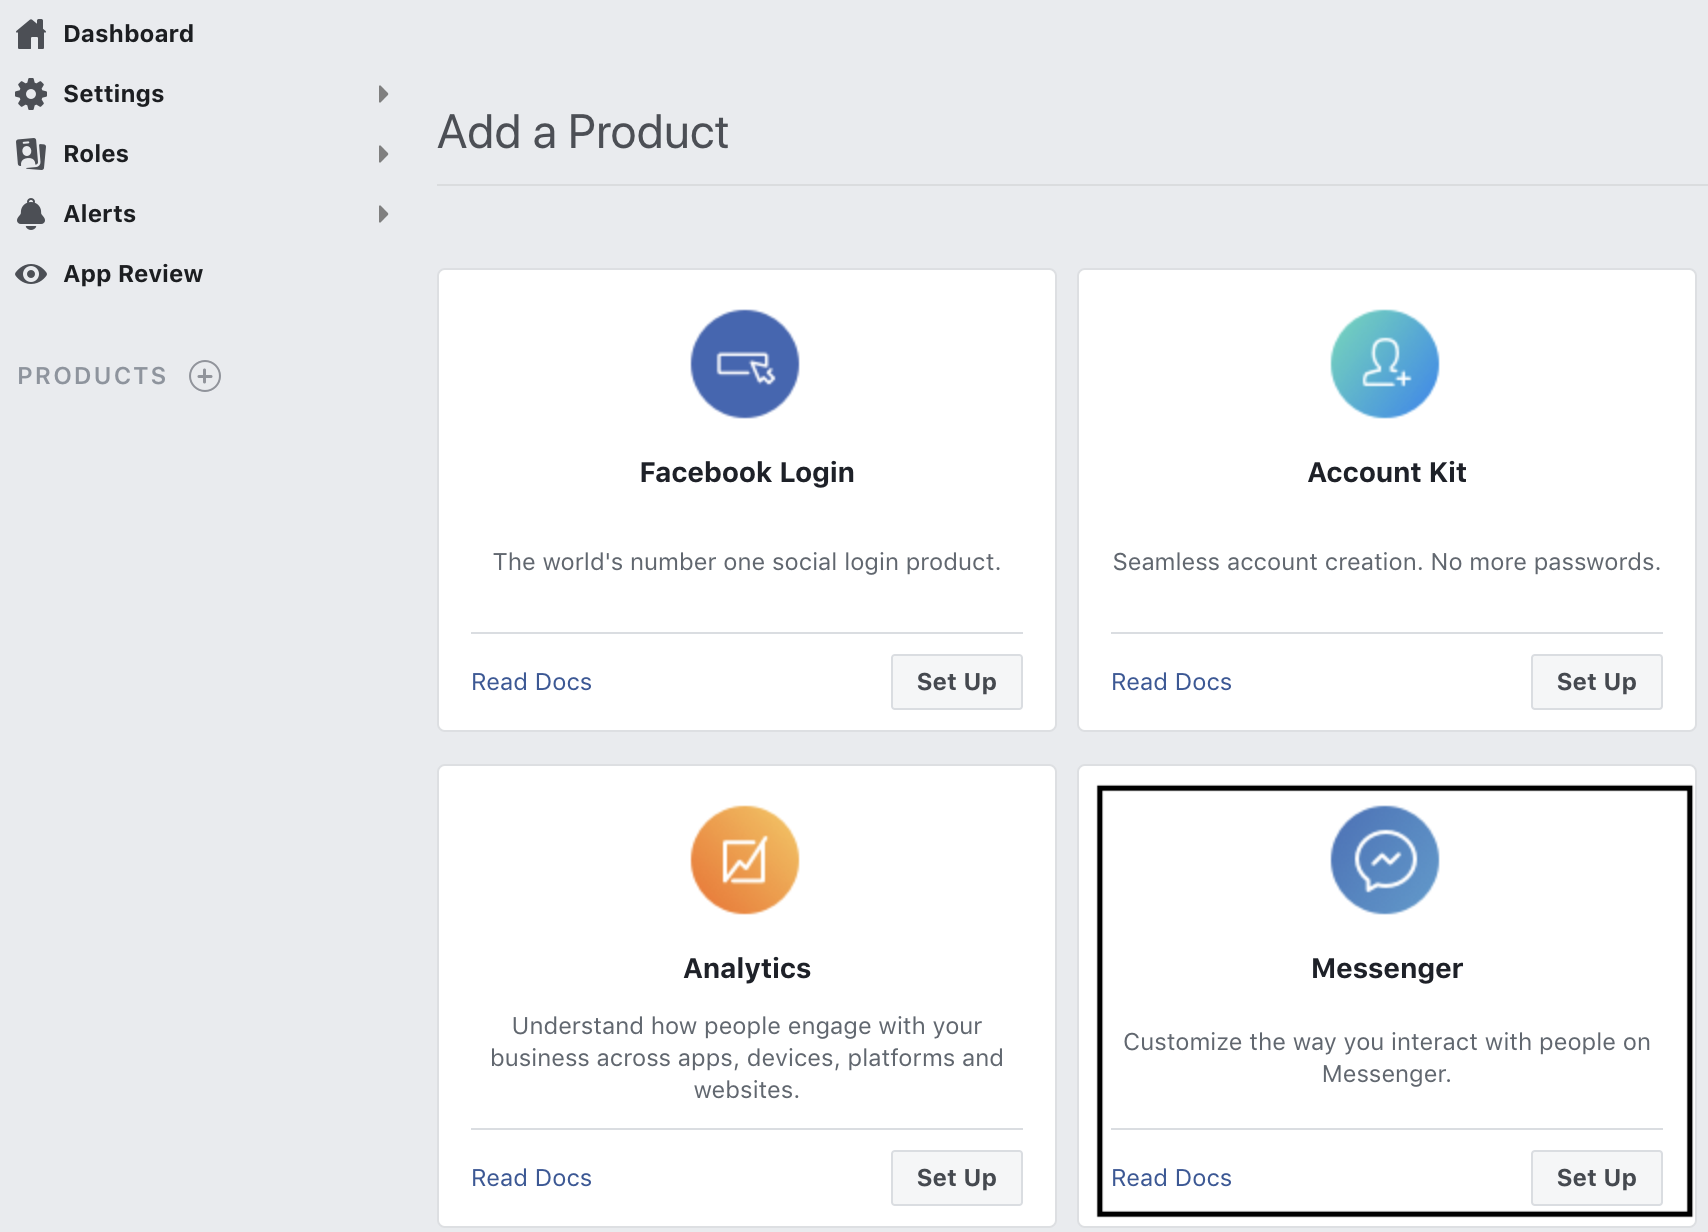 Dashboard
Settings
Roles
Alerts
App Review
PRODUCTS
Add a Product
Facebook Login
The world's number one social login product.
Read Docs
Set Up
Account Kit
Seamless account creation. No more passwords.
Read Docs
Set Up
Analytics
Understand how people engage with your
business across apps, devices, platforms and
websites.
Read Docs
Set Up
Messenger
Customize the way you interact with people on
Messenger.
Read Docs
Set Up